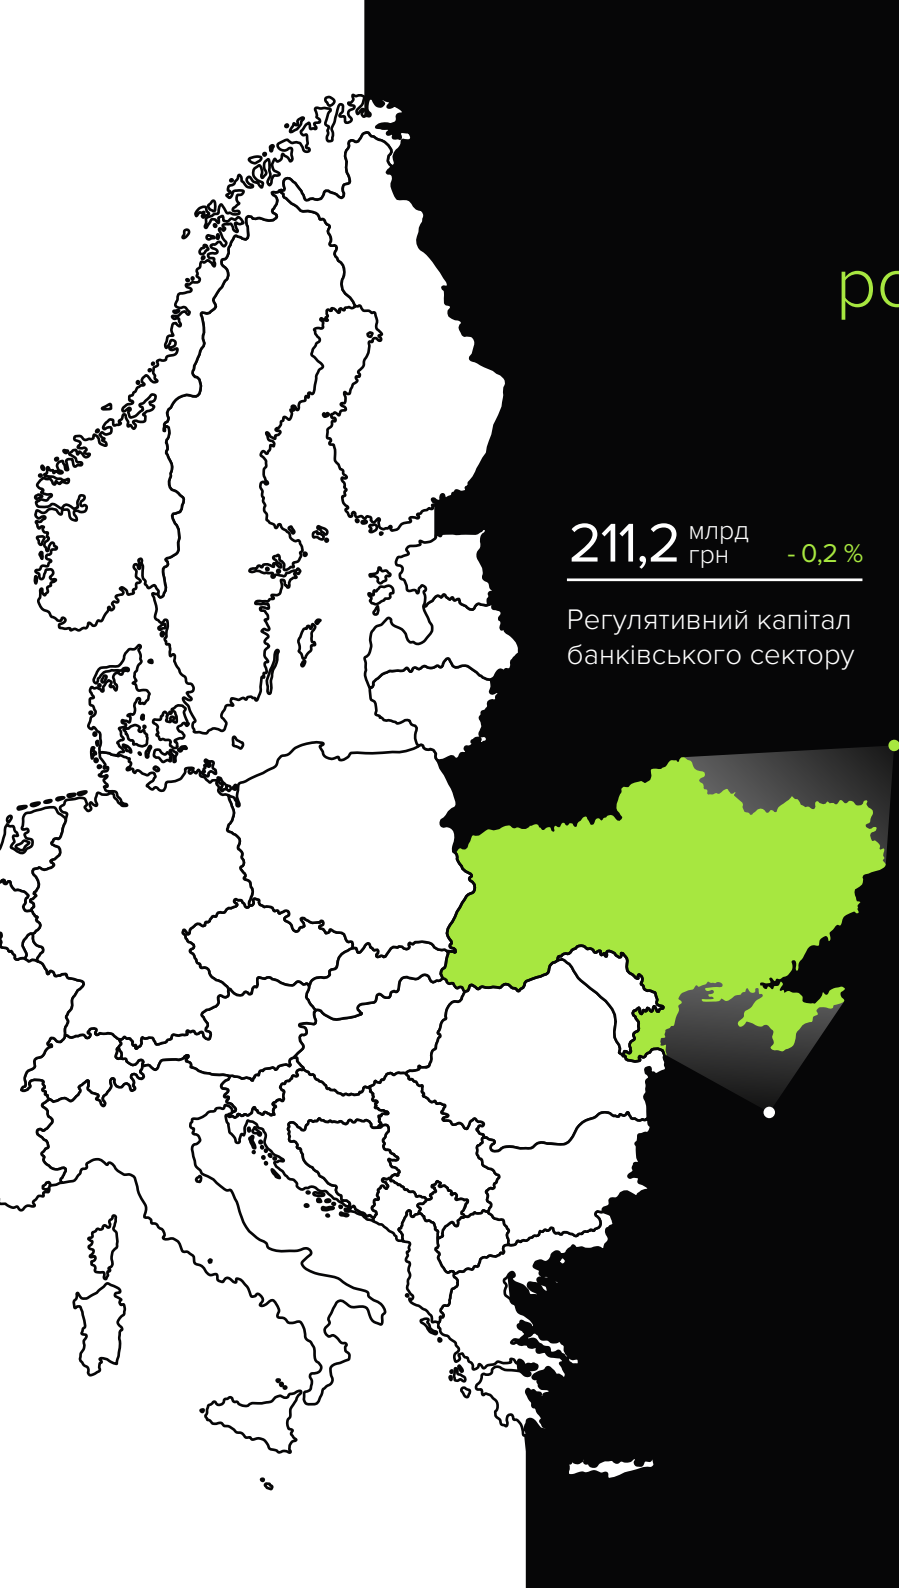 211,2 млрд
грн - 0,2 %
Регулятивний капітал
банківського сектору